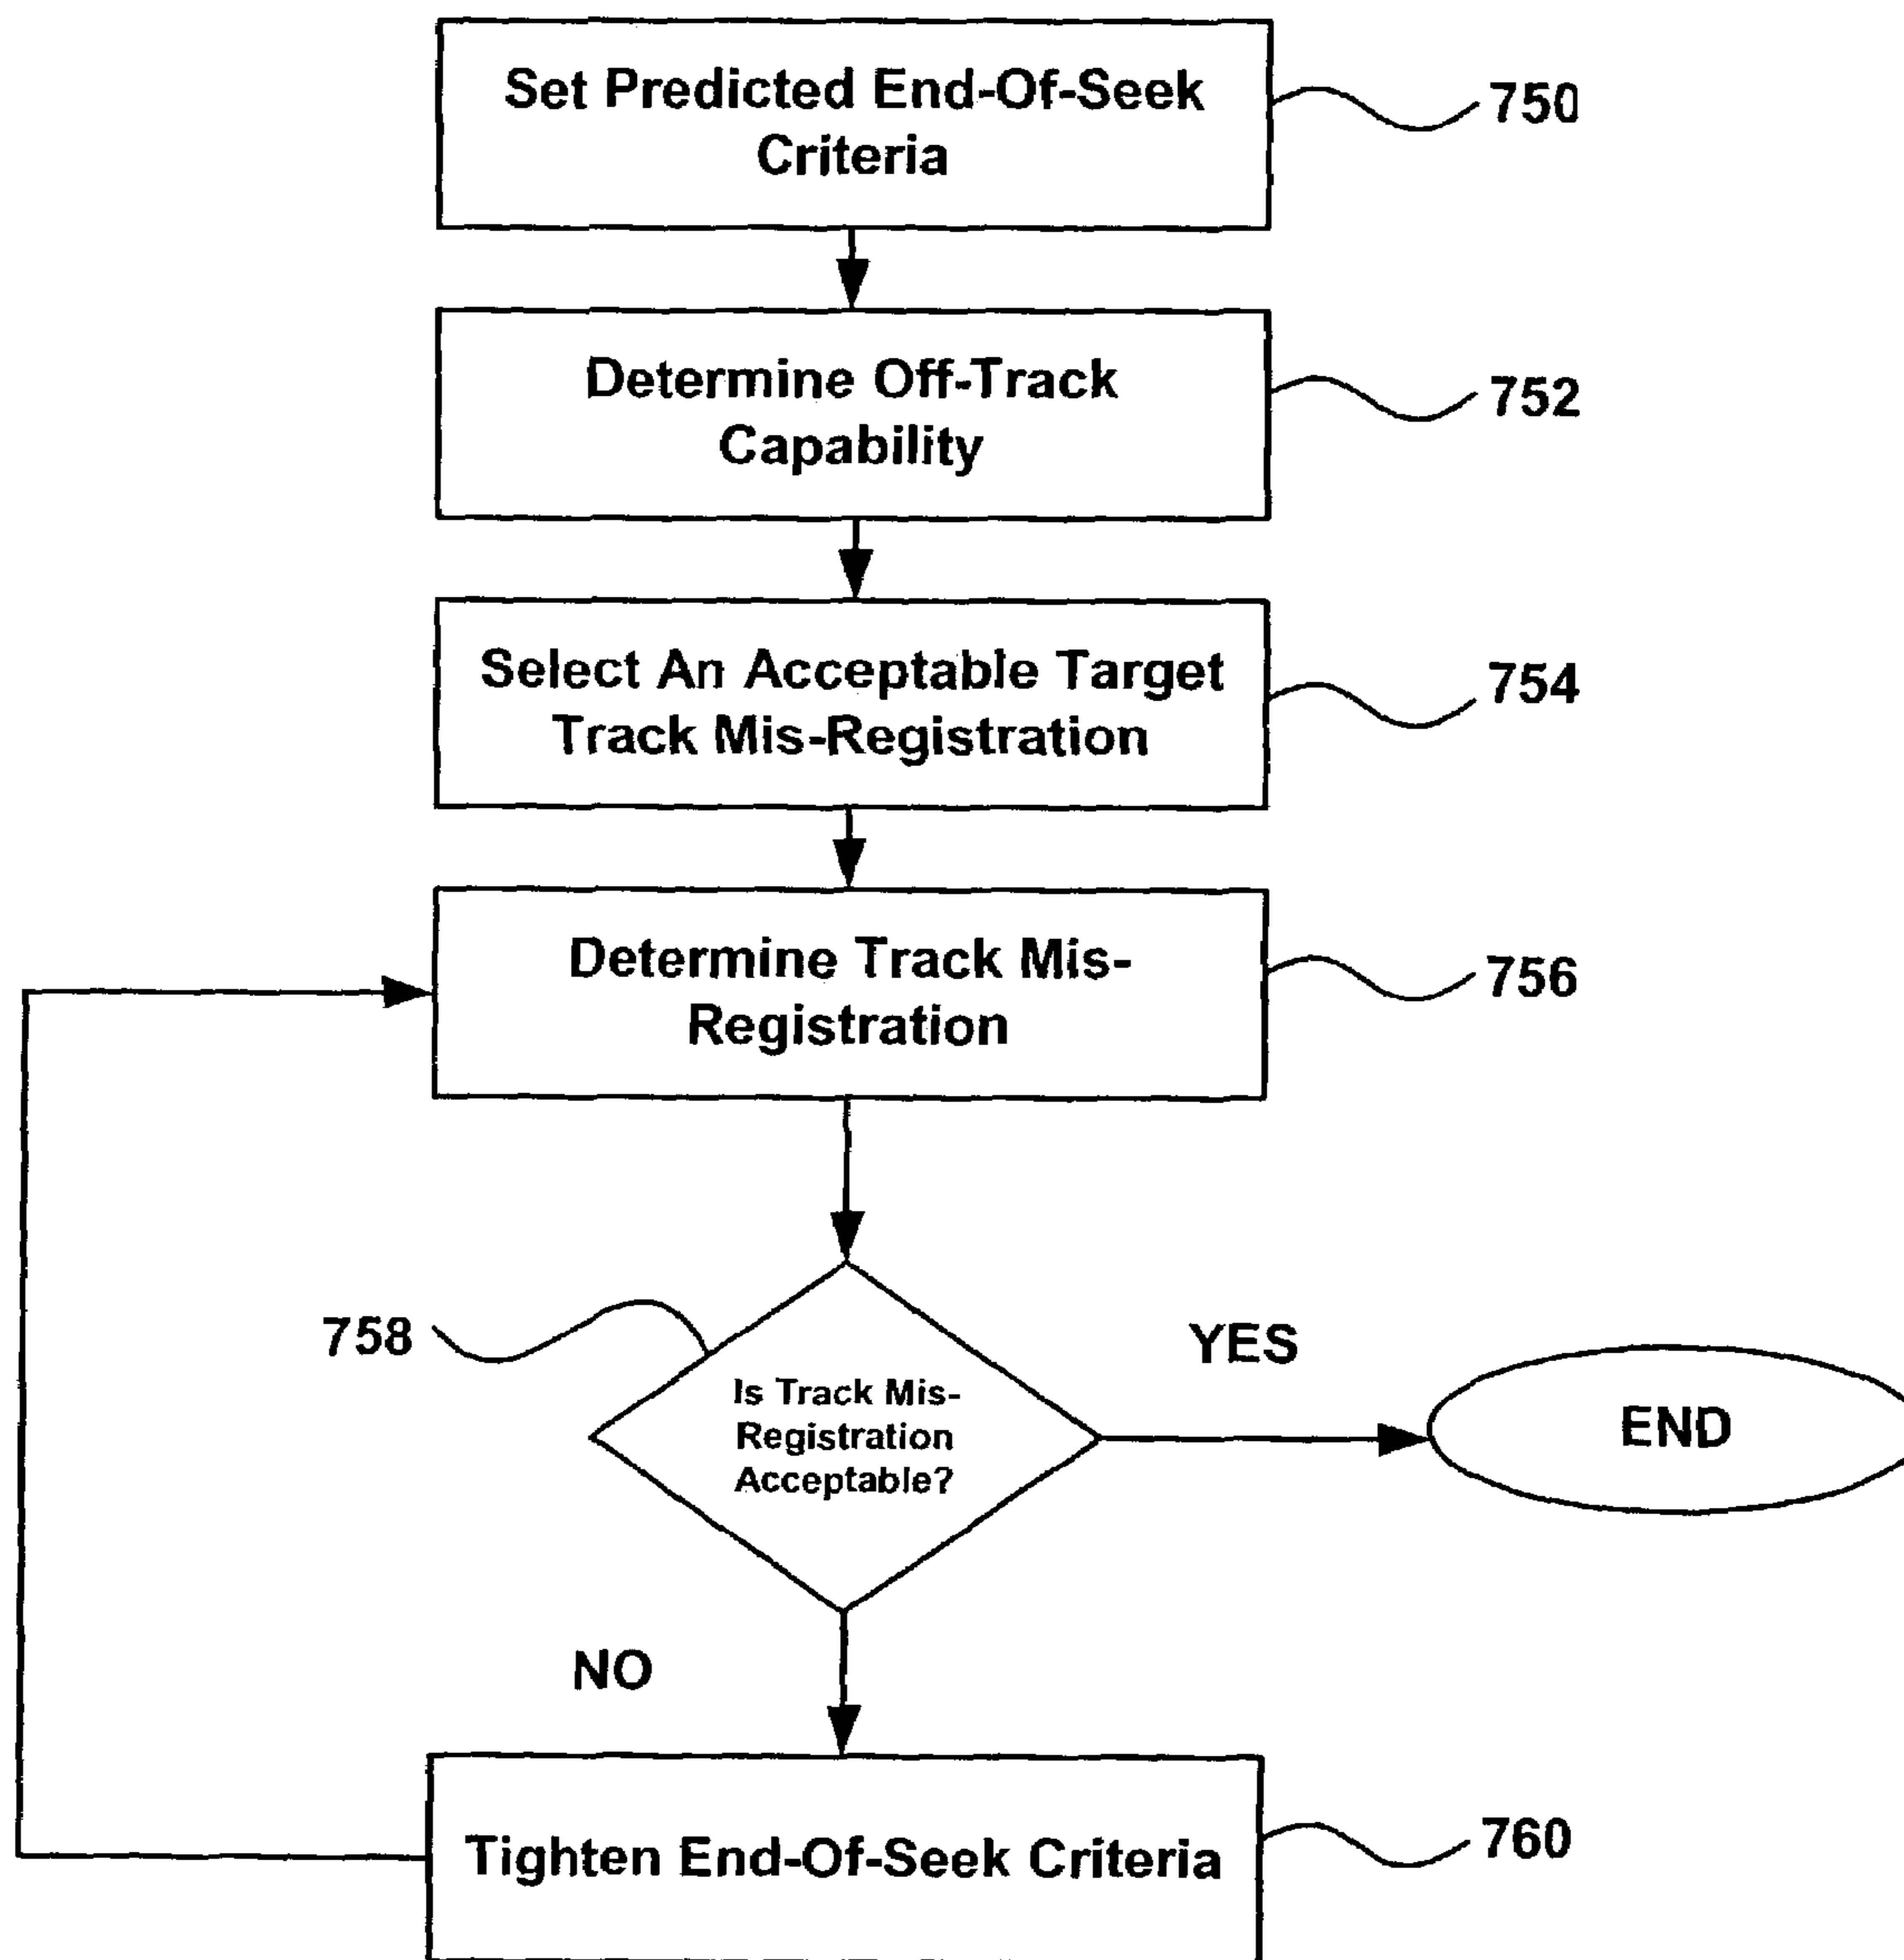 Set Predicted End-Of-Seek
Criteria
750
Determine Off-Track
Capability
752
Select An Acceptable Target
Track Mis-Registration
754
Determine Track Mis-
Registration
756
758
Is Track Mis-
Registration
Acceptable?
YES
END
NO
Tighten End-Of-Seek Criteria
760